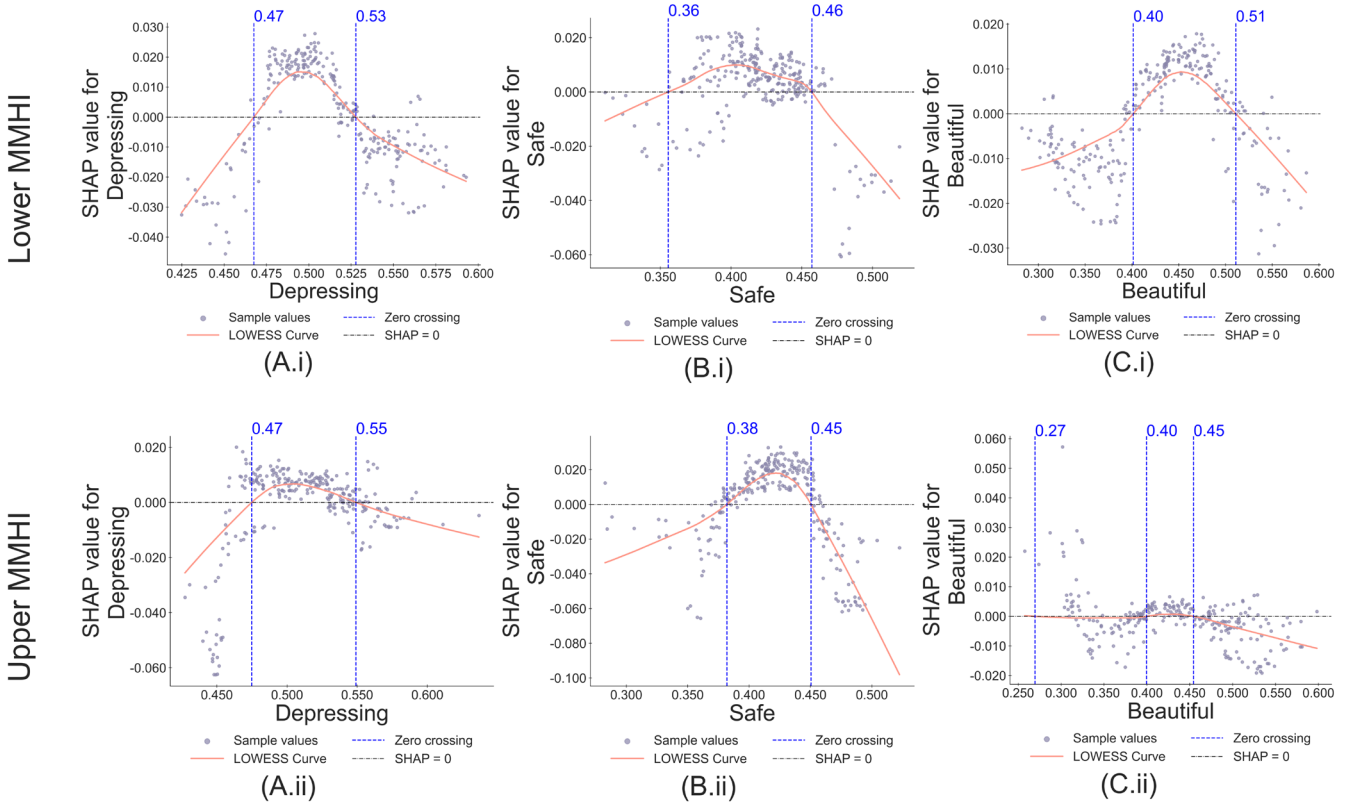 Lower MMHI
0.47 0.53
SHAP value for
Depressing
0.030
0.020
0.010
0.000
-0.010
-0.020
-0.030
-0.040
0.425 0.450 0.475 0.500 0.525 0.550 0.575 0.600
Depressing
Sample values Zero crossing
LOWESS Curve SHAP = 0
(A.i)
0.36 0.46
SHAP value for
Safe
0.020
0.000
-0.020
-0.040
-0.060
0.350 0.400 0.450 0.500
Safe
Sample values Zero crossing
LOWESS Curve SHAP = 0
(B.i)
0.40 0.51
SHAP value for
Beautiful
0.020
0.010
0.000
-0.010
-0.020
-0.030
0.300 0.350 0.400 0.450 0.500 0.550 0.600
Beautiful
Sample values Zero crossing
LOWESS Curve SHAP = 0
(C.i)
Upper MMHI
0.47 0.55
SHAP value for
Depressing
0.020
0.000
-0.020
-0.040
-0.060
0.450 0.500 0.550 0.600
Depressing
Sample values Zero crossing
LOWESS Curve SHAP = 0
(A.ii)
0.38 0.45
SHAP value for
Safe
0.020
0.000
-0.020
-0.040
-0.060
-0.080
-0.100
0.300 0.350 0.400 0.450 0.500
Safe
Sample values Zero crossing
LOWESS Curve SHAP = 0
(B.ii)
0.27 0.40 0.45
SHAP value for
Beautiful
0.060
0.050
0.040
0.030
0.020
0.010
0.000
-0.010
-0.020
0.250 0.300 0.350 0.400 0.450 0.500 0.550 0.600
Beautiful
Sample values Zero crossing
LOWESS Curve SHAP = 0
(C.ii)